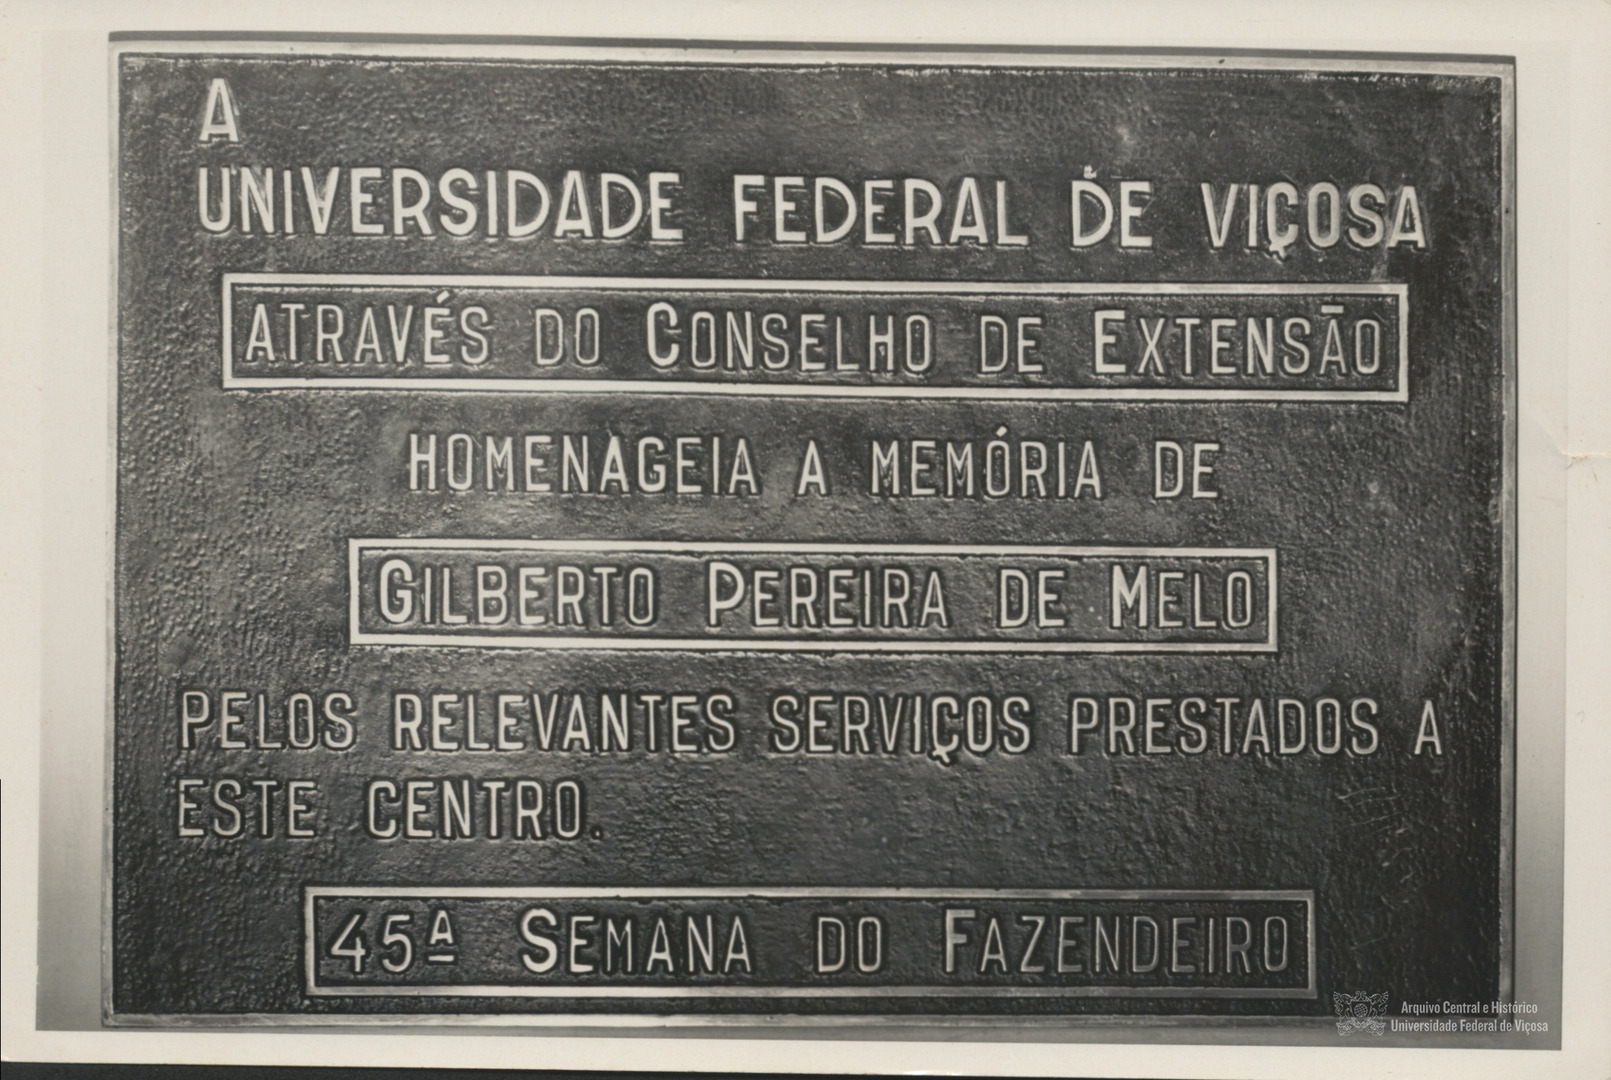 A
UNIVERSIDADE FEDERAL DE VIÇOSA
ATRAVÉS DO CONSELHO DE EXTENSÃO
HOMENAGEIA A MEMÓRIA DE
GILBERTO PEREIRA DE MELO
PELOS RELEVANTES SERVIÇOS PRESTADOS A
ESTE CENTRO.
45ª SEMANA DO FAZENDEIRO
Arquivo Central e Histórico
Universidade Federal de Viçosa